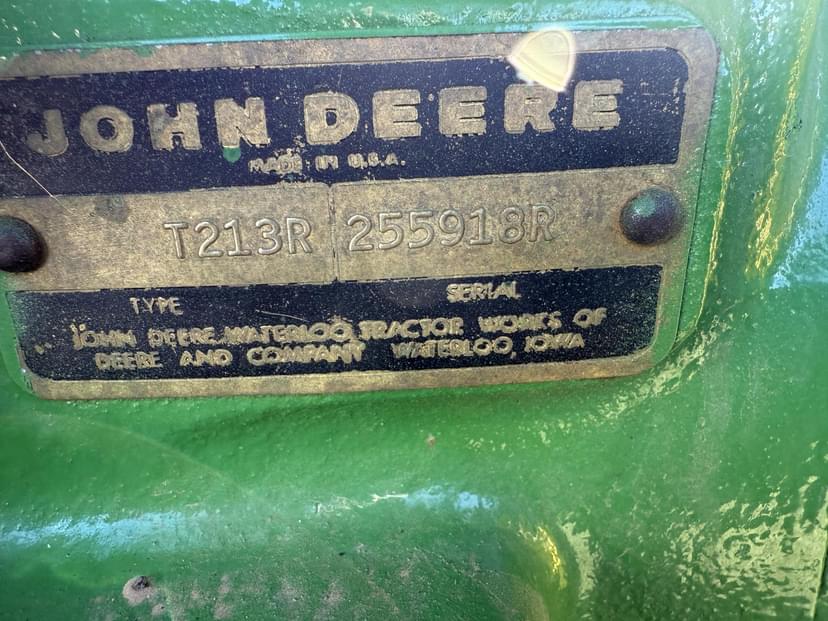 JOHN DEERE
MADE IN U.S.A.
T213R 255918R
TYPE SERIAL
JOHN DEERE WATERLOO TRACTOR WORKS OF
DEERE AND COMPANY WATERLOO, IOWA